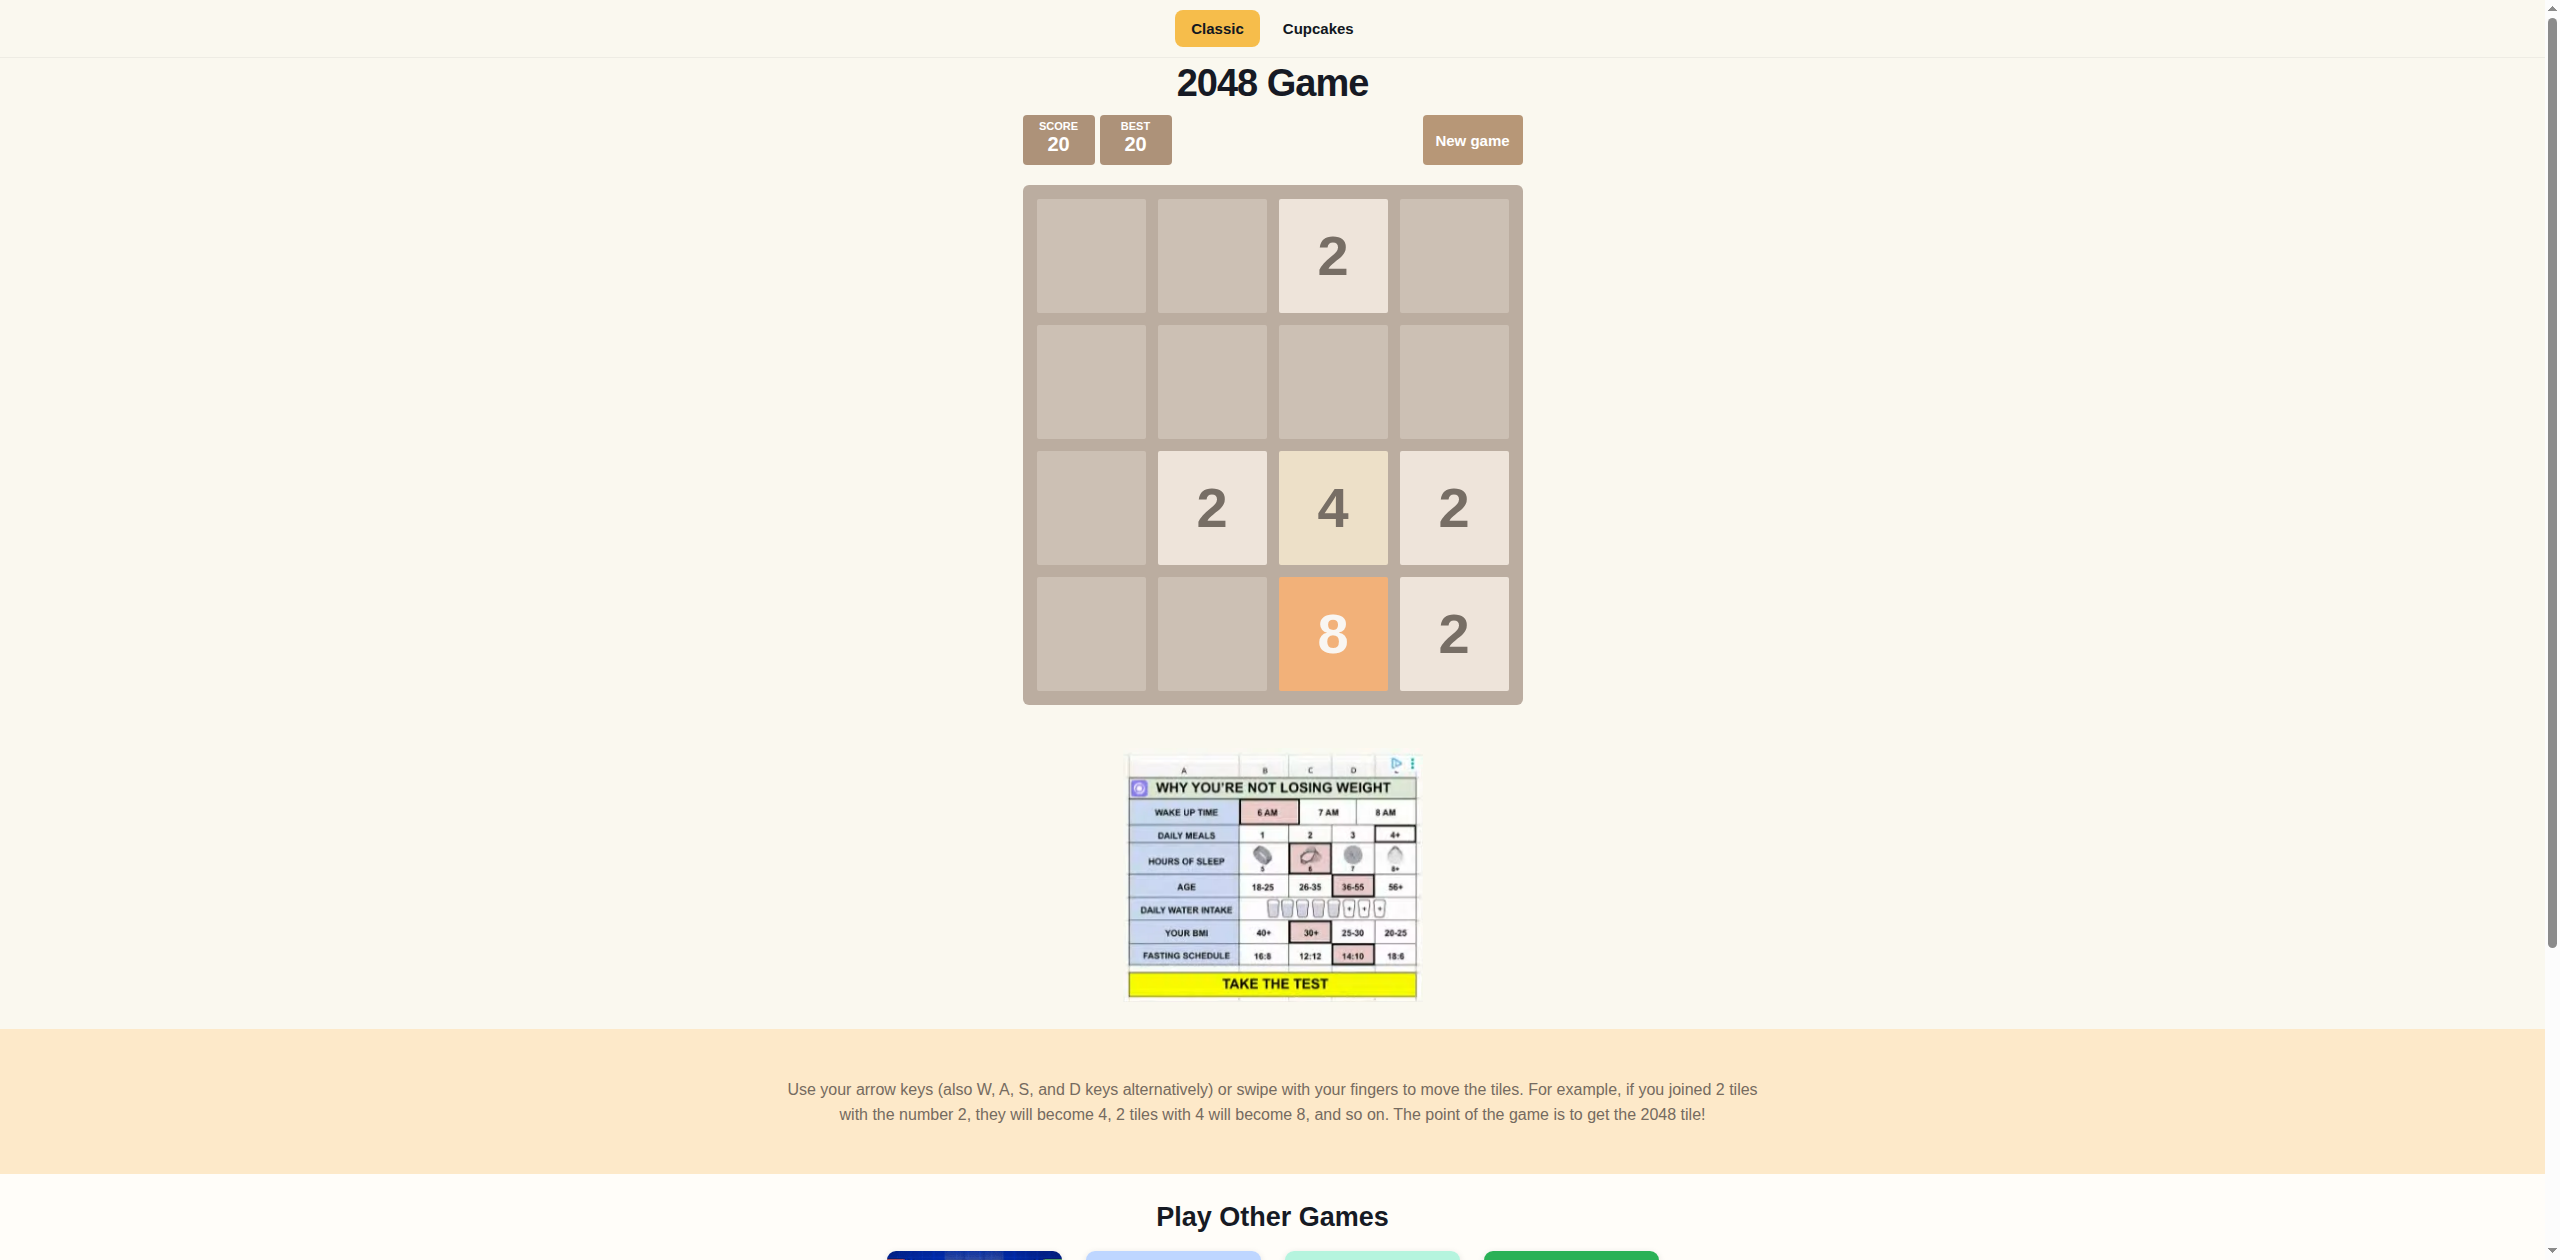 Classic Cupcakes
2048 Game
SCORE BEST
20 20
New game
2
2 4 2
8 2
A B C D
WHY YOU'RE NOT LOSING WEIGHT
WAKE UP TIME 6 AM 7 AM 8 AM
DAILY MEALS 1 2 3 4+
HOURS OF SLEEP 5 6 7 8+
AGE 18-25 26-35 36-55 56+
DAILY WATER INTAKE + + +
YOUR BMI 40+ 30+ 25-30 20-25
FASTING SCHEDULE 16:8 12:12 14:10 18:6
TAKE THE TEST
Use your arrow keys (also W, A, S, and D keys alternatively) or swipe with your fingers to move the tiles. For example, if you joined 2 tiles
with the number 2, they will become 4, 2 tiles with 4 will become 8, and so on. The point of the game is to get the 2048 tile!
Play Other Games